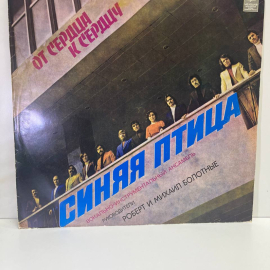 ОТ СЕРДЦА
К СЕРДЦУ
СИНЯЯ ПТИЦА
ВОКАЛЬНО-ИНСТРУМЕНТАЛЬНЫЙ АНСАМБЛЬ
РУКОВОДИТЕЛИ
РОБЕРТ И МИХАИЛ БОЛОТНЫЕ